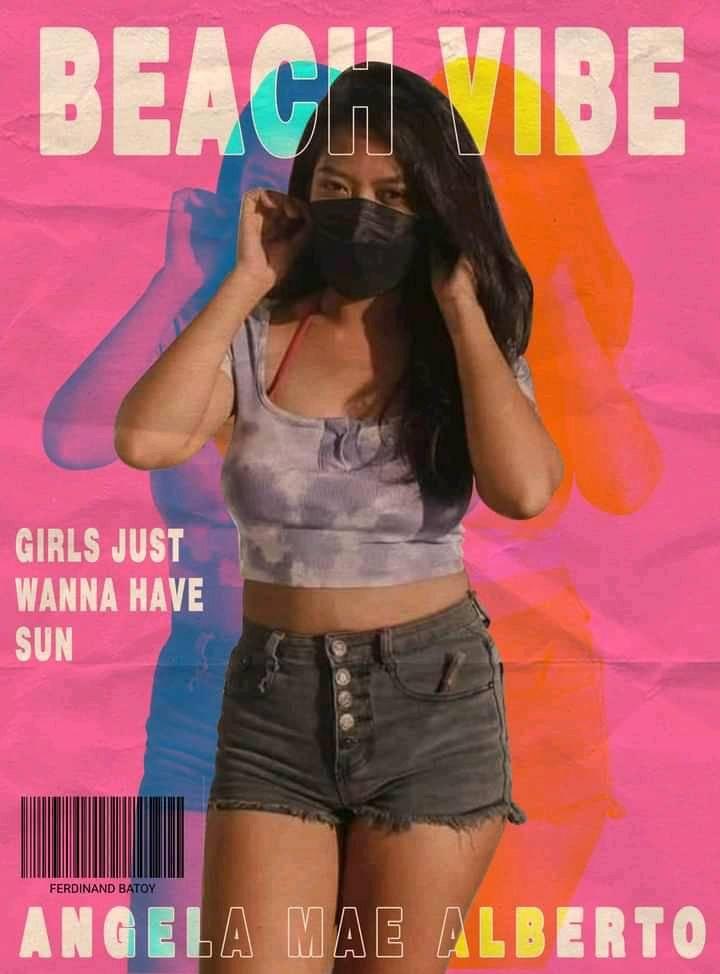 BEACH VIBE
GIRLS JUST
WANNA HAVE
SUN
FERDINAND BATOY
ANGELA MAE ALBERTO